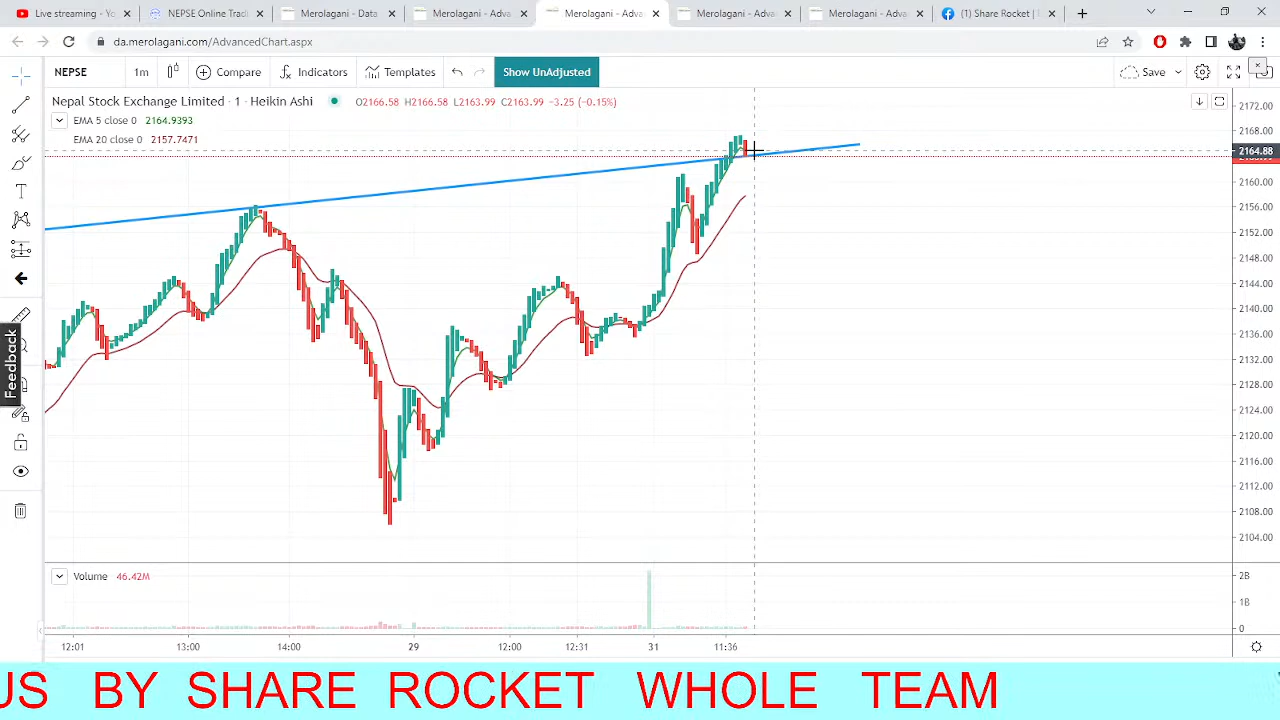 Live streaming - Yo
NEPSE Online Tradi
Merolagani - Data
Merolagani - Adva
Merolagani - Adva
Merolagani - Adva
Merolagani - Adva
(1) Share Rocket | L
da.merolagani.com/AdvancedChart.aspx
NEPSE
1m
Compare
Indicators
Templates
Show UnAdjusted
Save
Nepal Stock Exchange Limited · 1 · Heikin Ashi
O2166.58 H2166.58 L2163.99 C2163.99 −3.25 (−0.15%)
EMA 5 close 0 2164.9393
EMA 20 close 0 2157.7471
2172.00
2168.00
2164.88
2160.00
2156.00
2152.00
2148.00
2144.00
2140.00
2136.00
2132.00
2128.00
2124.00
2120.00
2116.00
2112.00
2108.00
2104.00
Feedback
Volume 46.42M
2B
1B
0
12:01 13:00 14:00 29 12:00 12:31 31 11:36
US BY SHARE ROCKET WHOLE TEAM